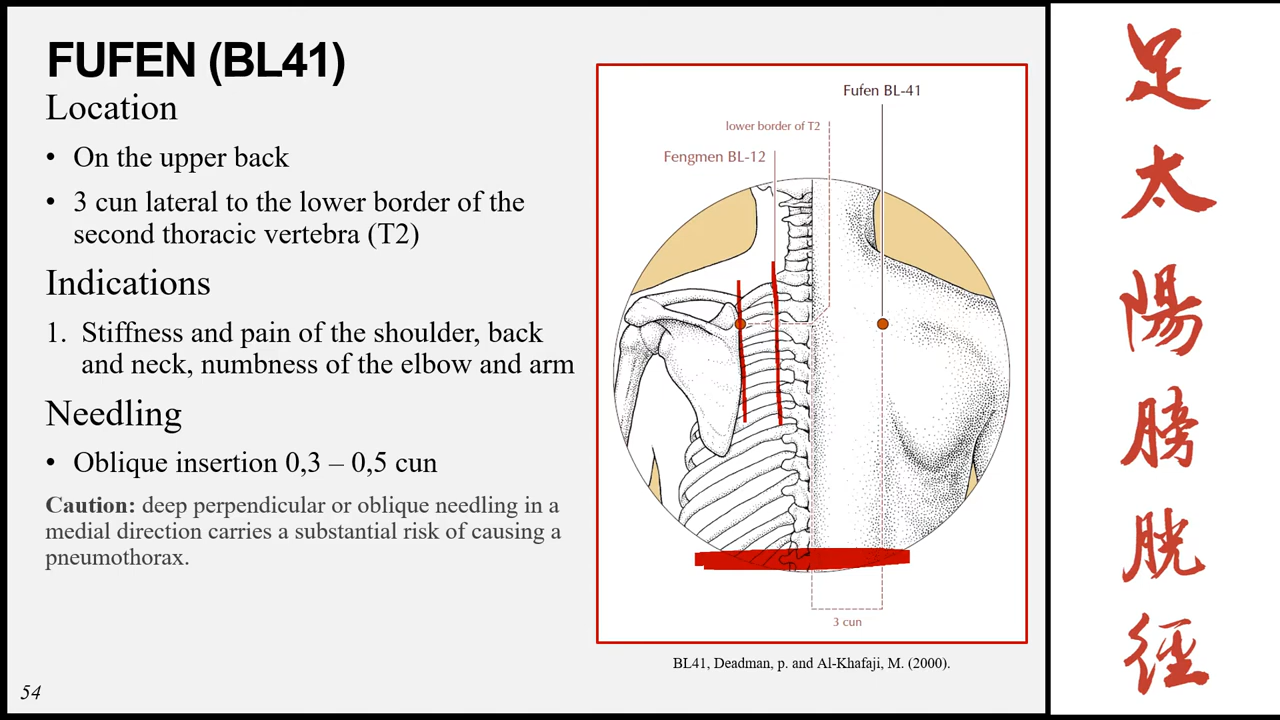 FUFEN (BL41)
Location
• On the upper back
• 3 cun lateral to the lower border of the
second thoracic vertebra (T2)
Indications
1. Stiffness and pain of the shoulder, back
and neck, numbness of the elbow and arm
Needling
• Oblique insertion 0,3 – 0,5 cun
Caution: deep perpendicular or oblique needling in a
medial direction carries a substantial risk of causing a
pneumothorax.
54
Fufen BL-41
lower border of T2
Fengmen BL-12
3 cun
BL41, Deadman, p. and Al-Khafaji, M. (2000).
足太陽膀胱徑